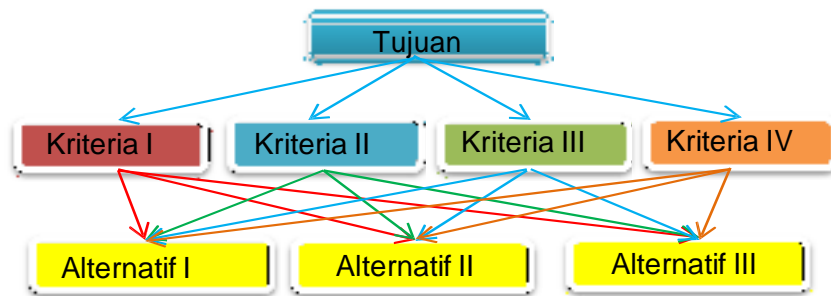 Tujuan
Kriteria I
Kriteria II
Kriteria III
Kriteria IV
Alternatif I
Alternatif II
Alternatif III